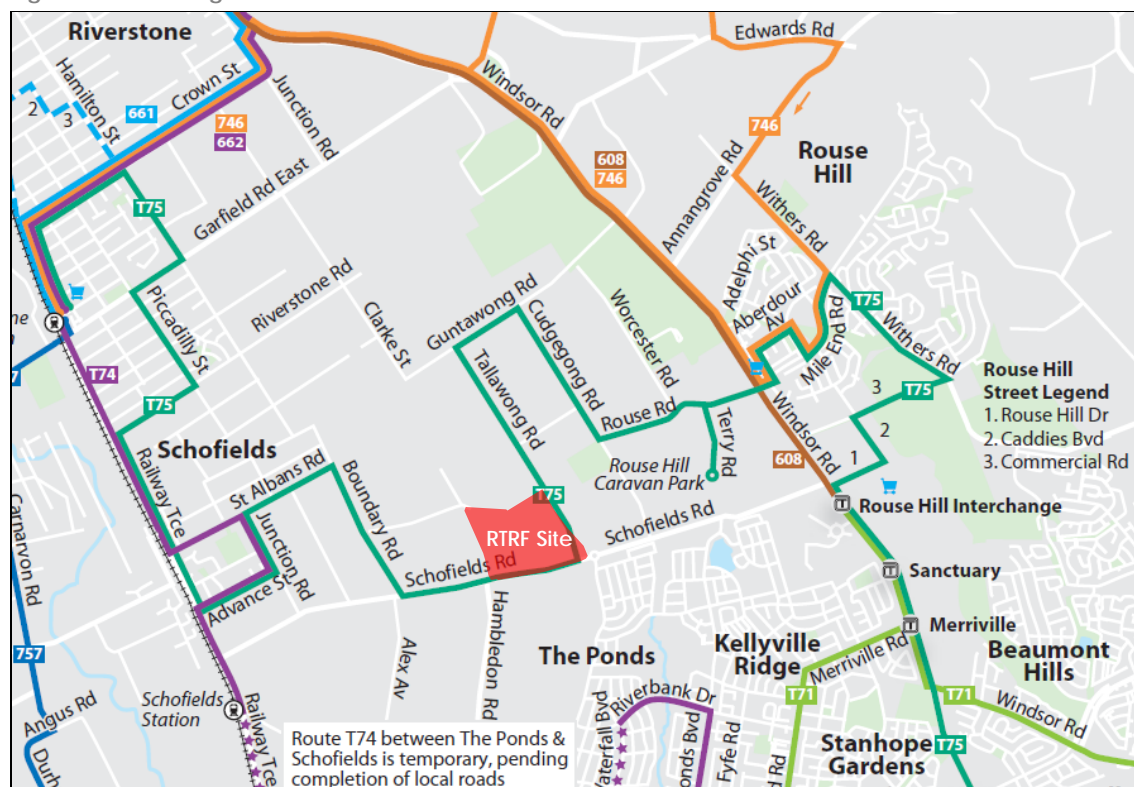 Riverstone
Edwards Rd
Hamilton St
Crown St
Junction Rd
Windsor Rd
2
3
661
746
662
746
Rouse
Hill
608
746
Annangrove Rd
Withers Rd
Garfield Rd East
T75
Adelphi St
Aberdour
Av
Mile End Rd
T75
Withers Rd
Riverstone Rd
Piccadilly St
Clarke St
Guntawong Rd
Cudgegong Rd
Worcester Rd
Tallawong Rd
T74
T75
Rouse Rd
Terry Rd
Windsor Rd
608
3
T75
2
1
Rouse Hill
Street Legend
1. Rouse Hill Dr
2. Caddies Bvd
3. Commercial Rd
Schofields
Railway Tce
St Albans Rd
Boundary Rd
Rouse Hill
Caravan Park
T75
RTRF Site
Schofields Rd
Schofields Rd
Rouse Hill Interchange
Carnarvon Rd
Junction Rd
Advance St
Sanctuary
Merriville
Hambledon Rd
Alex Av
The Ponds
Kellyville
Ridge
Merriville Rd
Beaumont
Hills
757
Angus Rd
Schofields
Station
Railway Tce
Riverbank Dr
Fyfe Rd
T71
T71
Windsor Rd
Stanhope
Gardens
T75
Route T74 between The Ponds &
Schofields is temporary, pending
completion of local roads